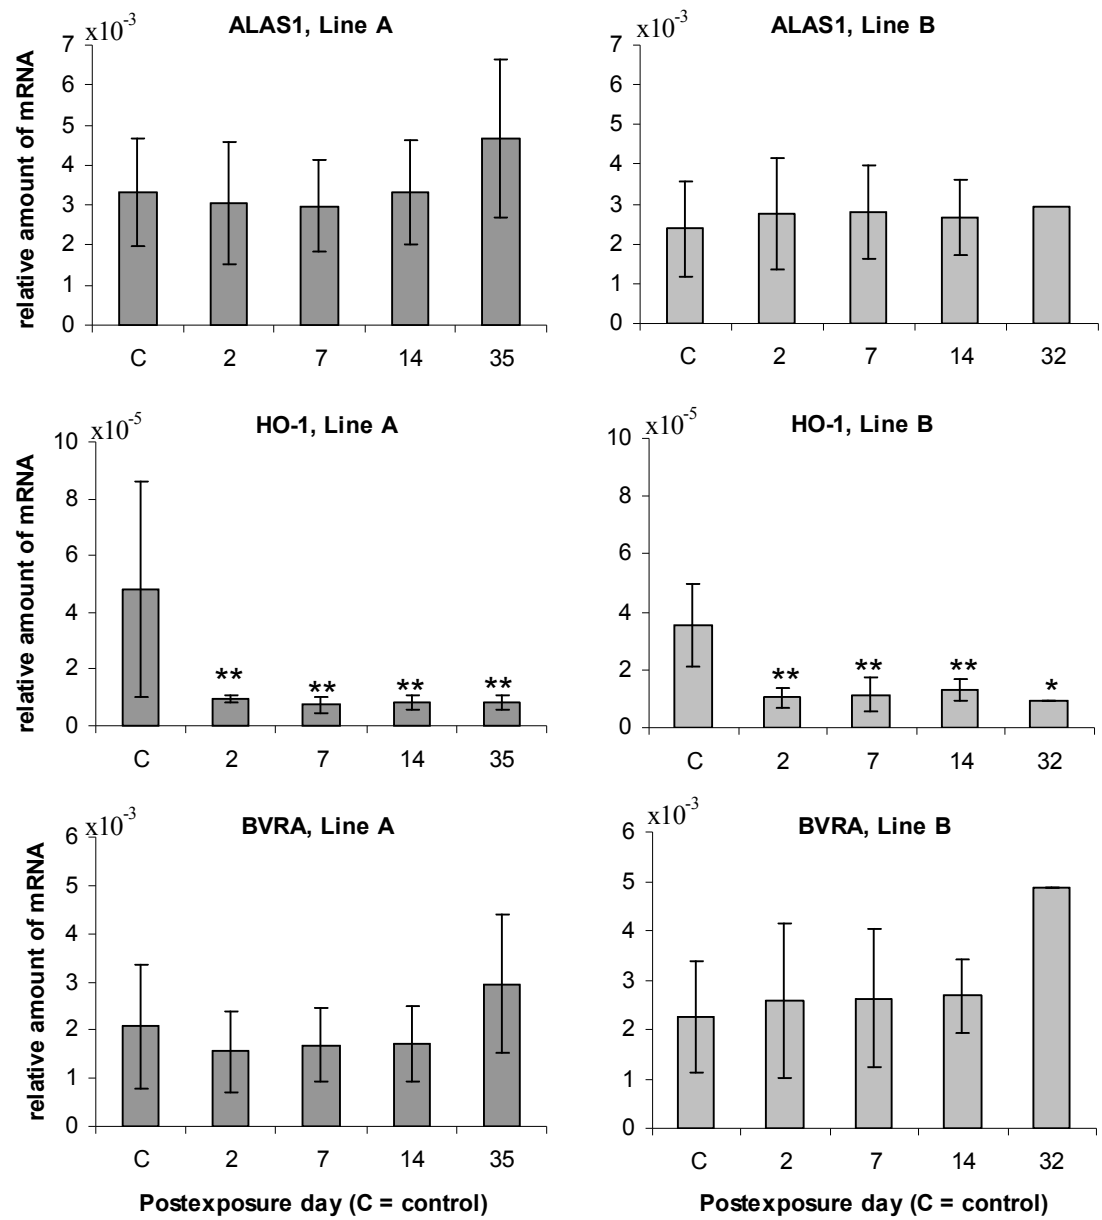 ALAS1, Line A
x10-3
relative amount of mRNA
7
6
5
4
3
2
1
0
C 2 7 14 35
ALAS1, Line B
x10-3
7
6
5
4
3
2
1
0
C 2 7 14 32
HO-1, Line A
x10-5
relative amount of mRNA
10
8
6
4
2
0
** ** ** **
C 2 7 14 35
HO-1, Line B
x10-5
10
8
6
4
2
0
** ** ** *
C 2 7 14 32
BVRA, Line A
x10-3
relative amount of mRNA
6
5
4
3
2
1
0
C 2 7 14 35
Postexposure day (C = control)
BVRA, Line B
x10-3
6
5
4
3
2
1
0
C 2 7 14 32
Postexposure day (C = control)